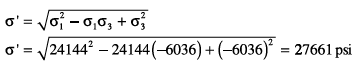 σ' = √(σ₁² − σ₁σ₃ + σ₃²)
σ' = √(24144² − 24144(−6036) + (−6036)²) = 27661 psi